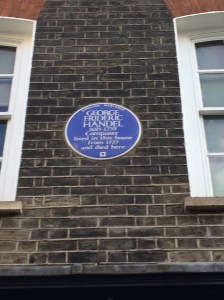 GEORGE
FRIDERIC
HANDEL
1685-1759
Composer
lived in this house
from 1723
and died here